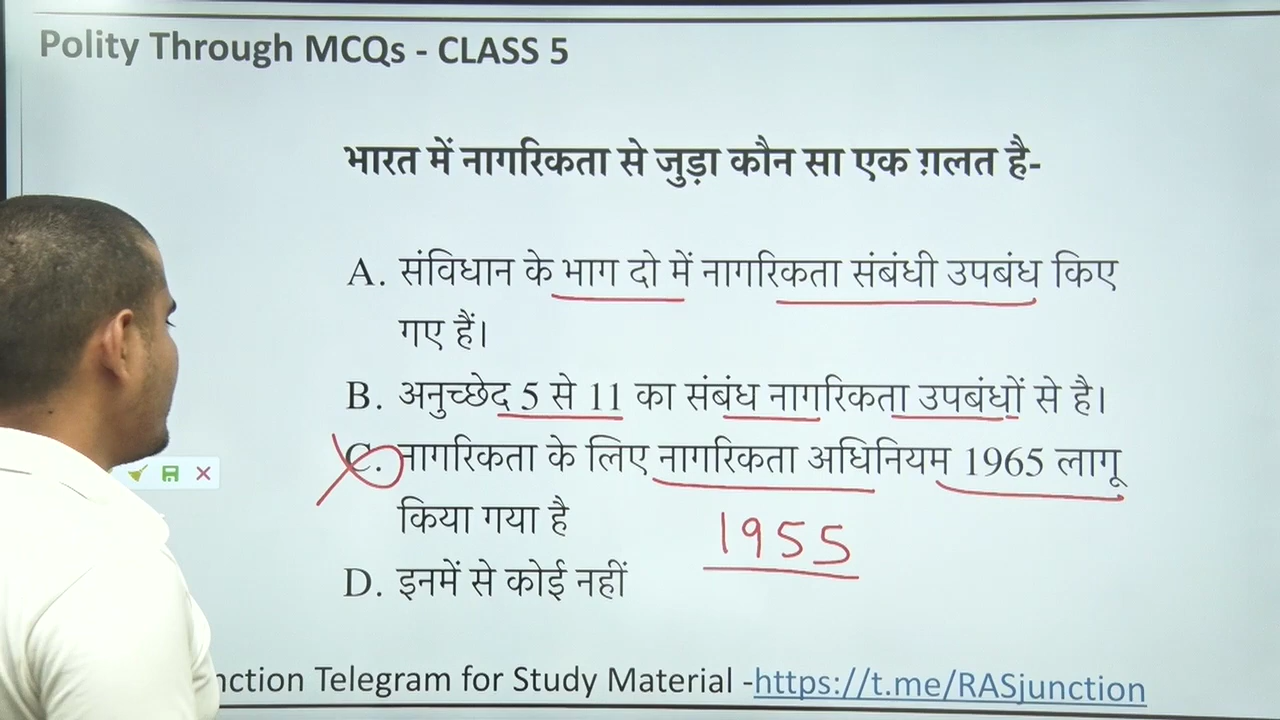 Polity Through MCQs - CLASS 5
भारत में नागरिकता से जुड़ा कौन सा एक ग़लत है-
A. संविधान के भाग दो में नागरिकता संबंधी उपबंध किए
गए हैं।
B. अनुच्छेद 5 से 11 का संबंध नागरिकता उपबंधों से है।
C. नागरिकता के लिए नागरिकता अधिनियम 1965 लागू
किया गया है
1955
D. इनमें से कोई नहीं
nction Telegram for Study Material -https://t.me/RASjunction